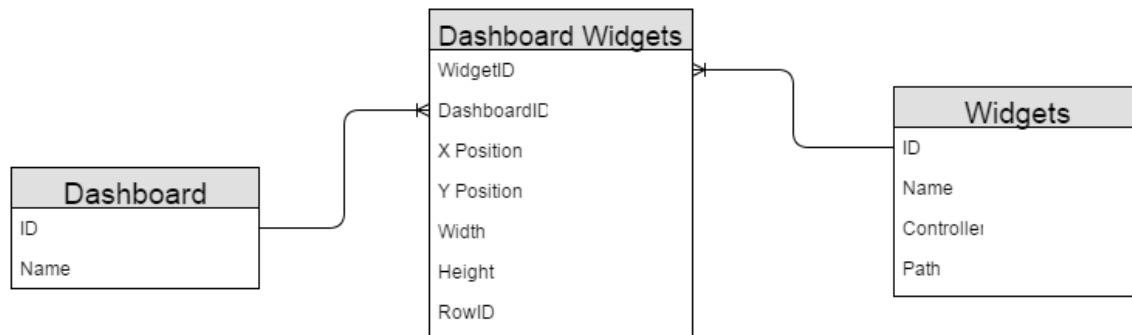 Dashboard
ID
Name
Dashboard Widgets
WidgetID
DashboardID
X Position
Y Position
Width
Height
RowID
Widgets
ID
Name
Controller
Path